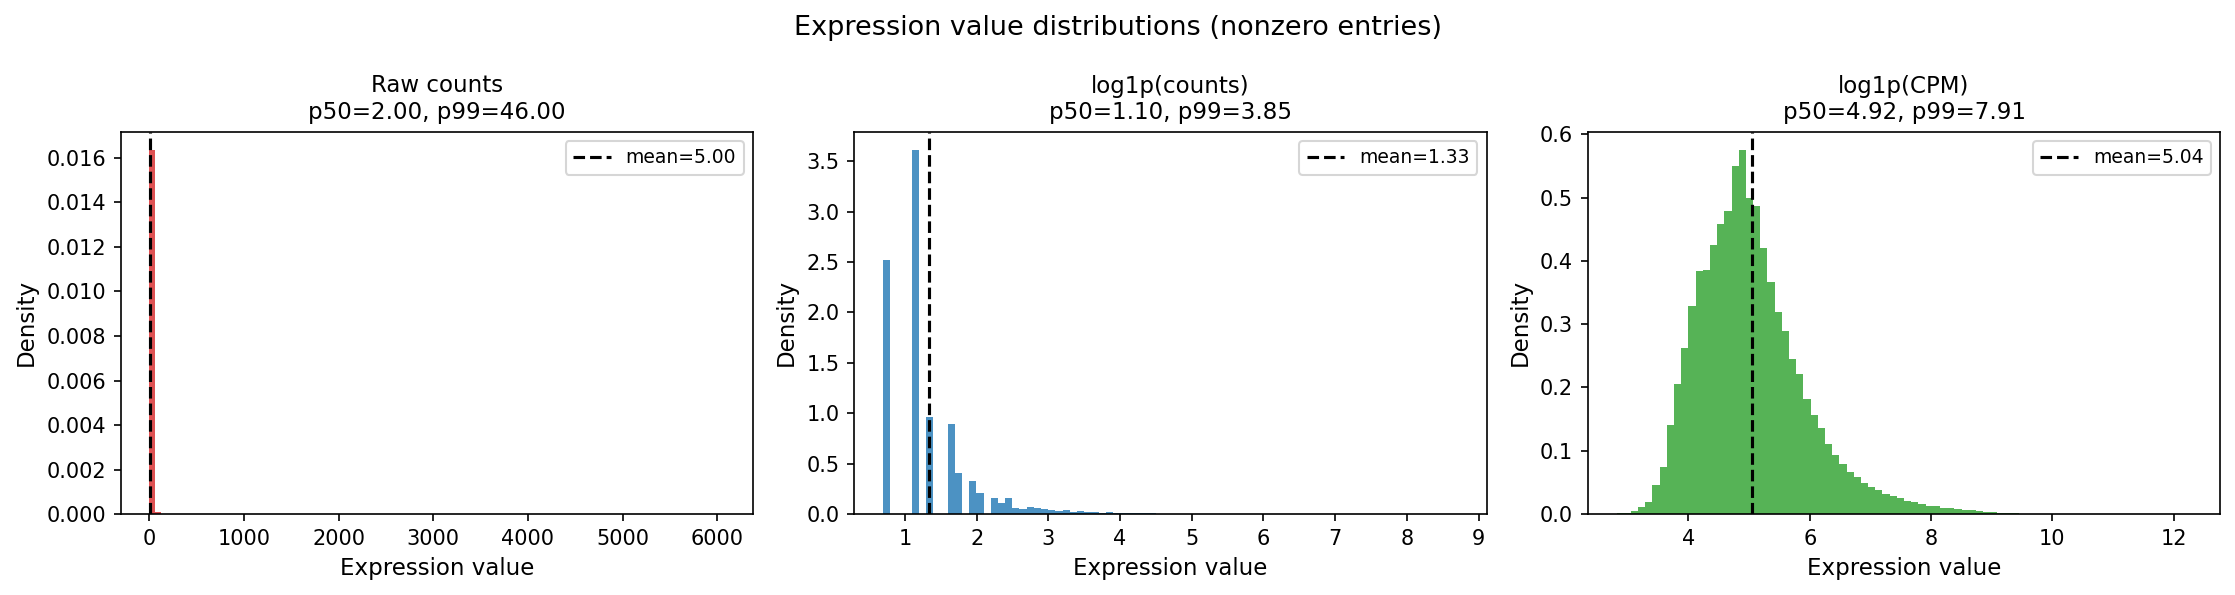 Expression value distributions (nonzero entries)
Raw counts
p50=2.00, p99=46.00
mean=5.00
0.016
0.014
0.012
0.010
0.008
0.006
0.004
0.002
0.000
Density
0
1000
2000
3000
4000
5000
6000
Expression value
log1p(counts)
p50=1.10, p99=3.85
mean=1.33
3.5
3.0
2.5
2.0
1.5
1.0
0.5
0.0
Density
1
2
3
4
5
6
7
8
9
Expression value
log1p(CPM)
p50=4.92, p99=7.91
mean=5.04
0.6
0.5
0.4
0.3
0.2
0.1
0.0
Density
4
6
8
10
12
Expression value